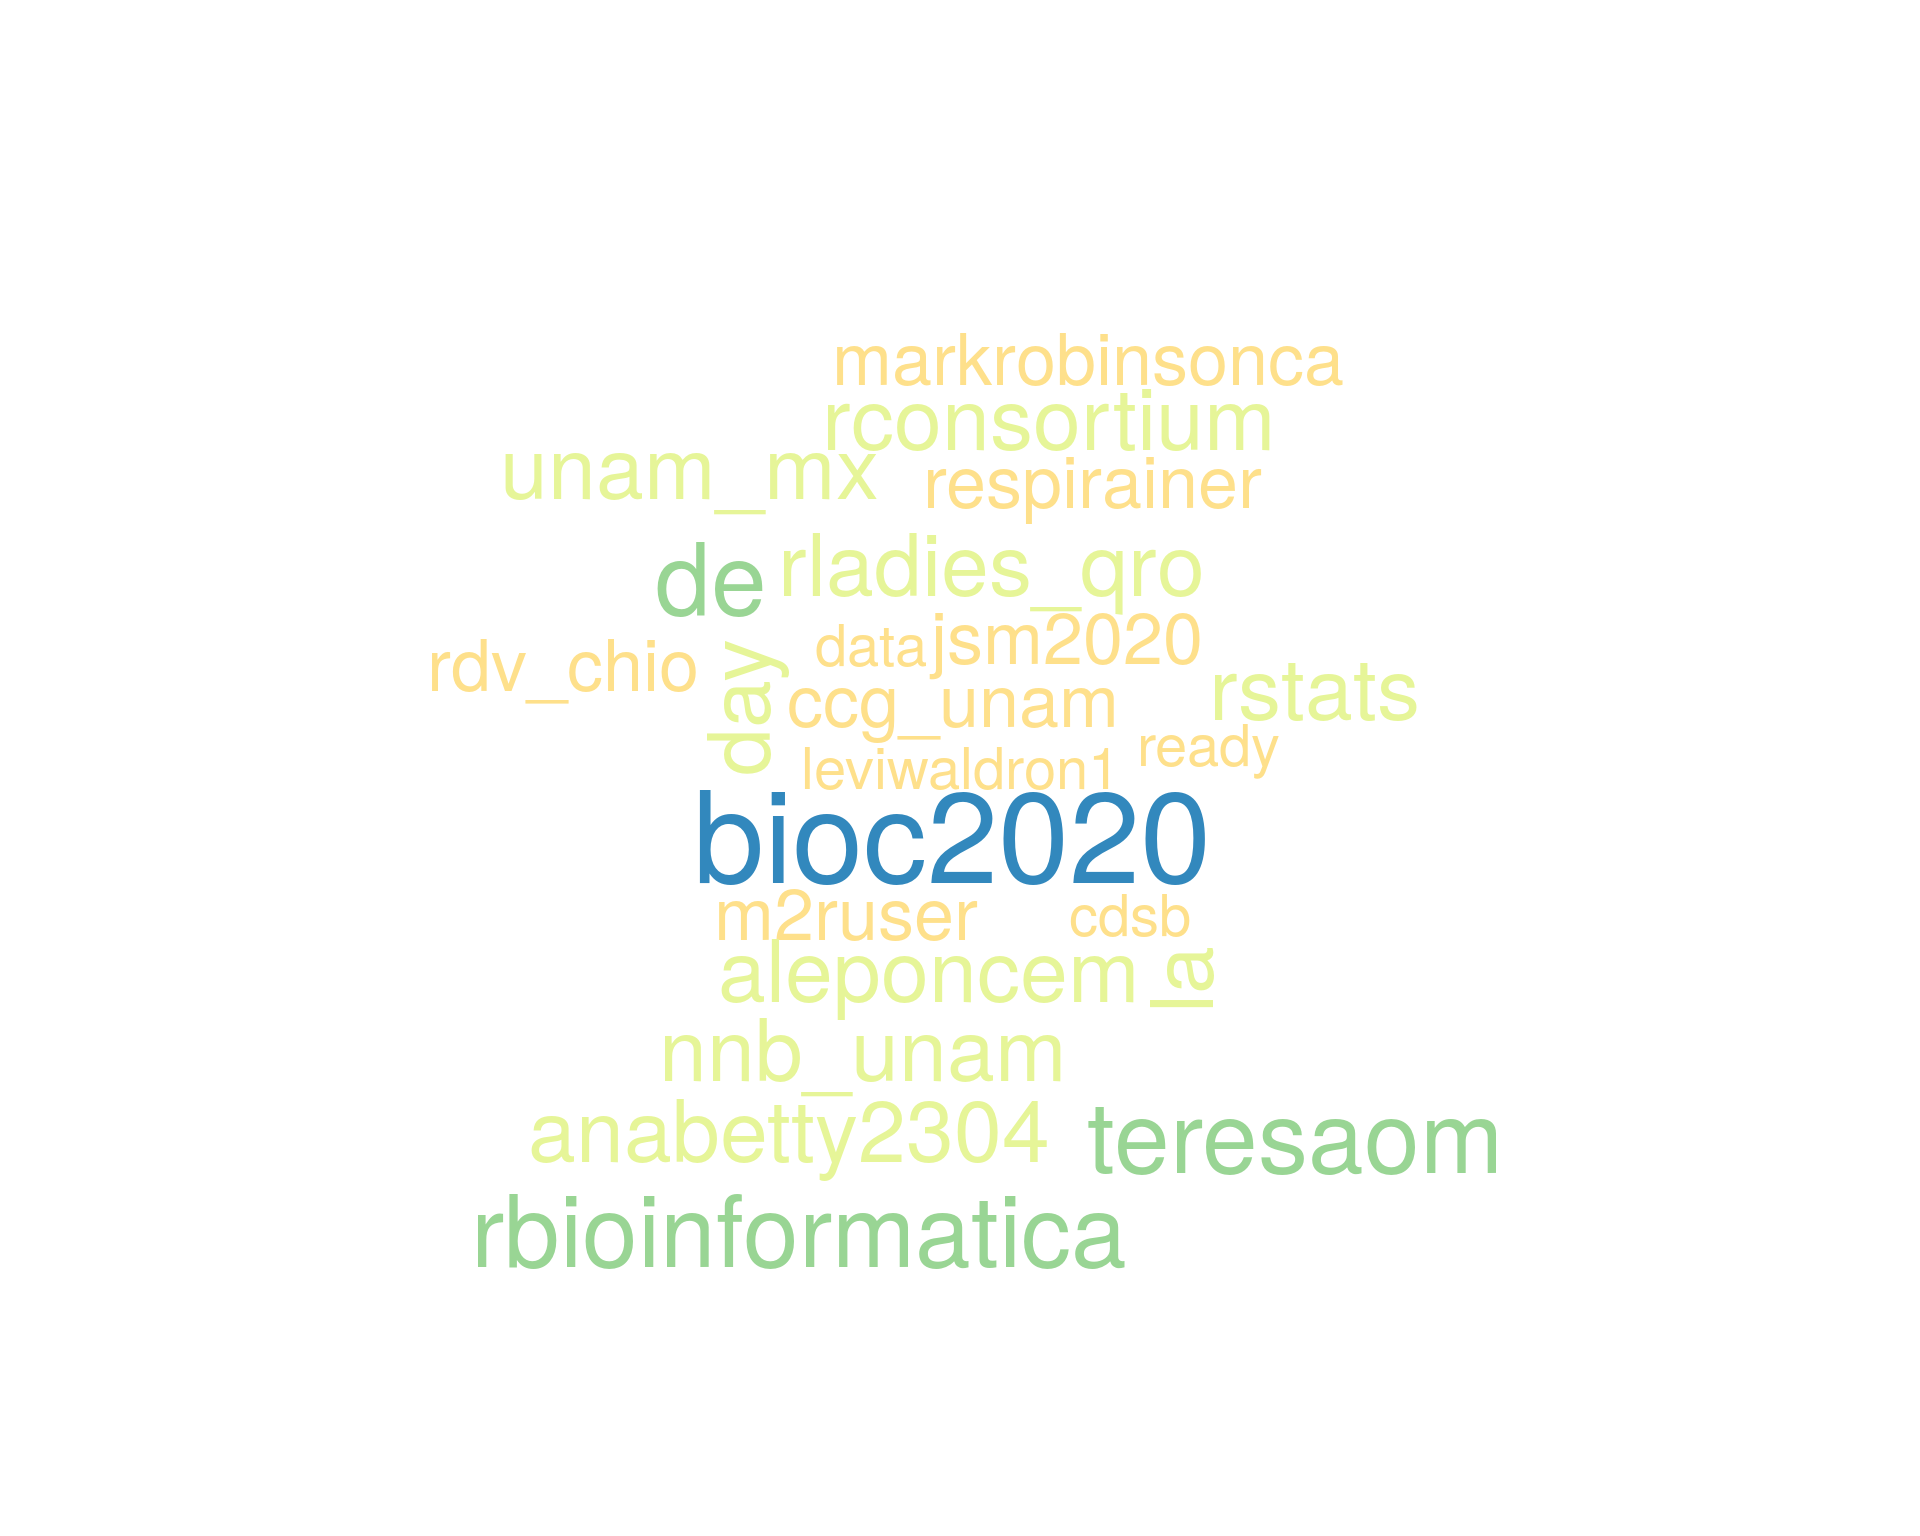 markrobinsonca
rconsortium
unam_mx
respirainer
de
rladies_qro
data
jsm2020
rdv_chio
day
ccg_unam
rstats
leviwaldron1
ready
bioc2020
m2ruser
cdsb
aleponcem
la
nnb_unam
anabetty2304
teresaom
rbioinformatica